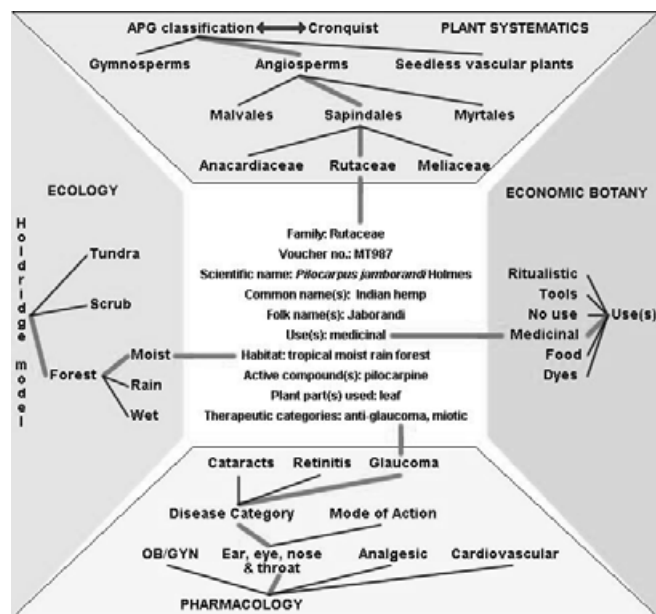 APG classification Cronquist PLANT SYSTEMATICS
Gymnosperms Angiosperms Seedless vascular plants
Malvales Sapindales Myrtales
Anacardiaceae Rutaceae Meliaceae
ECOLOGY
Holdridge model
Tundra
Scrub
Forest
Moist
Rain
Wet
Family: Rutaceae
Voucher no.: MT987
Scientific name: Pilocarpus jamborandi Holmes
Common name(s): Indian hemp
Folk name(s): Jaborandi
Use(s): medicinal
Habitat: tropical moist rain forest
Active compound(s): pilocarpine
Plant part(s) used: leaf
Therapeutic categories: anti-glaucoma, miotic
ECONOMIC BOTANY
Ritualistic
Tools
No use
Medicinal
Food
Dyes
Use(s)
Cataracts Retinitis Glaucoma
Disease Category Mode of Action
OB/GYN Ear, eye, nose Analgesic Cardiovascular
& throat
PHARMACOLOGY